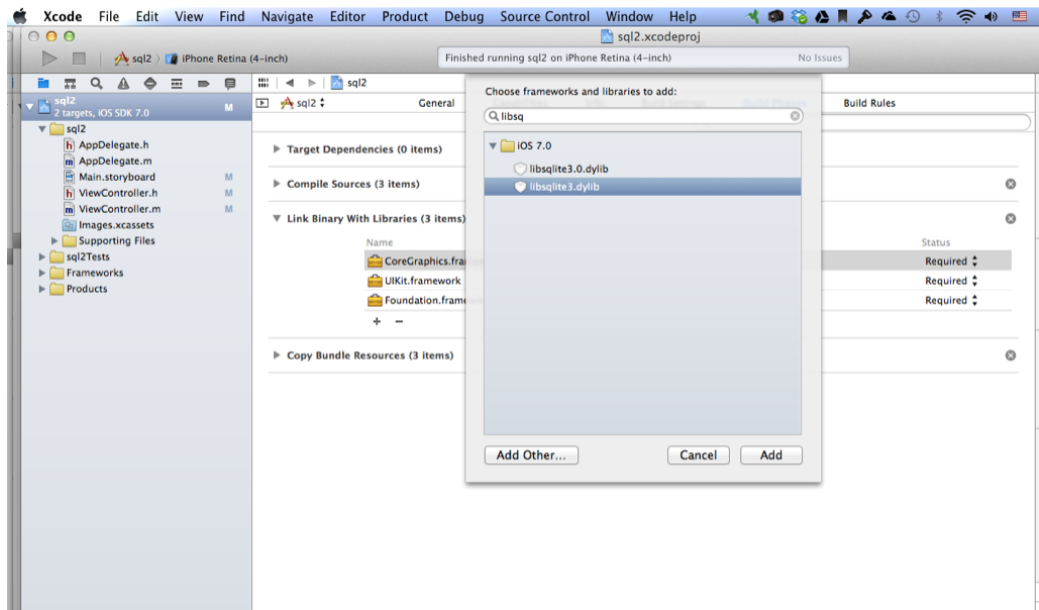 Xcode File Edit View Find Navigate Editor Product Debug Source Control Window Help
sql2.xcodeproj
sql2 iPhone Retina (4-inch)
Finished running sql2 on iPhone Retina (4-inch) No Issues
sql2
sql2
2 targets, iOS SDK 7.0
M
sql2
AppDelegate.h
AppDelegate.m
Main.storyboard M
ViewController.h M
ViewController.m M
Images.xcassets
Supporting Files
sql2Tests
Frameworks
Products
sql2 General Build Rules
Target Dependencies (0 items)
Compile Sources (3 items)
Link Binary With Libraries (3 items)
Name Status
CoreGraphics.fra Required
UIKit.framework Required
Foundation.frame Required
+ −
Copy Bundle Resources (3 items)
Choose frameworks and libraries to add:
libsq
iOS 7.0
libsqlite3.0.dylib
libsqlite3.dylib
Add Other... Cancel Add